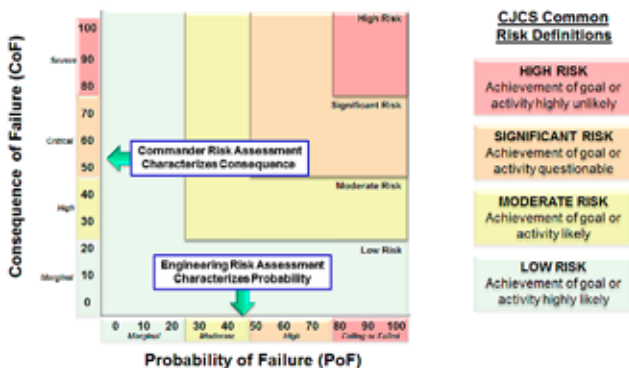 Consequence of Failure (CoF)
100
90
80
70
60
50
40
30
20
10
0
Severe
Critical
High
Marginal
High Risk
Significant Risk
Commander Risk Assessment
Characterizes Consequence
Moderate Risk
Low Risk
Engineering Risk Assessment
Characterizes Probability
0 10 20 30 40 50 60 70 80 90 100
Marginal Moderate High Failing or Failed
Probability of Failure (PoF)
CJCS Common
Risk Definitions
HIGH RISK
Achievement of goal or
activity highly unlikely
SIGNIFICANT RISK
Achievement of goal or
activity questionable
MODERATE RISK
Achievement of goal or
activity likely
LOW RISK
Achievement of goal or
activity highly likely